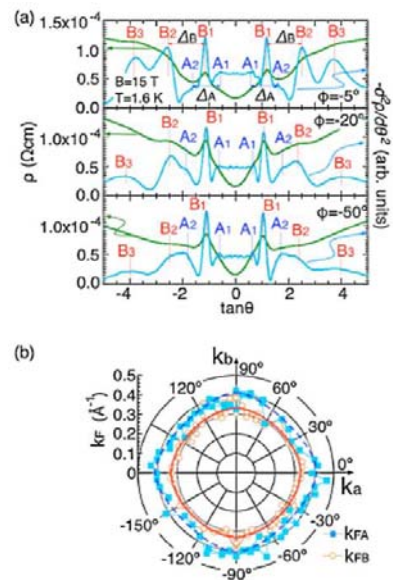 (a)
1.5x10⁻⁴
B3 B2 ΔB B1 B1 ΔB B2 B3
1.0
A2 A1 A1 A2
0.5
B=15 T
T=1.6 K
ΔA ΔA
Φ=-5°
0.0
B1 B1
Φ=-20°
B2 B2
1.0x10⁻⁴
A2 A1 A1 A2
B3 B3
0.5
0.0
B1 B1
Φ=-50°
1.0x10⁻⁴
B2 B2
A2 A1 A1 A2
B3 B3
0.5
0.0
-4 -2 0 2 4
tanθ
ρ (Ωcm)
-d²ρ/dθ² (arb. units)
(b)
kb
0.5
90°
0.4
120° 60°
0.3
0.2
30°
0.1
0
0°
ka
kF (Å⁻¹)
-150° -30°
-120° -60°
-90°
kFA
kFB